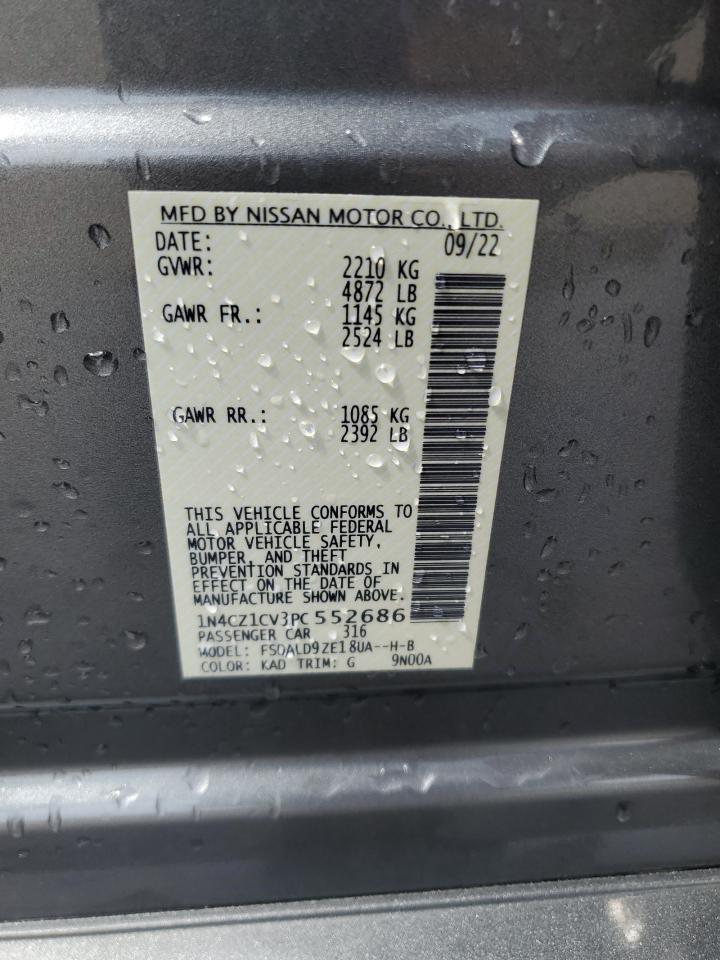 MFD BY NISSAN MOTOR CO., LTD.
DATE: 09/22
GVWR: 2210 KG
4872 LB
GAWR FR.: 1145 KG
2524 LB
GAWR RR.: 1085 KG
2392 LB
THIS VEHICLE CONFORMS TO
ALL APPLICABLE FEDERAL
MOTOR VEHICLE SAFETY,
BUMPER, AND THEFT
PREVENTION STANDARDS IN
EFFECT ON THE DATE OF
MANUFACTURE SHOWN ABOVE
1N4CZ1CV3PC552686
PASSENGER CAR 316
MODEL: FSDALD9ZE18UA--H-B
COLOR: KAD TRIM: G 9N00A